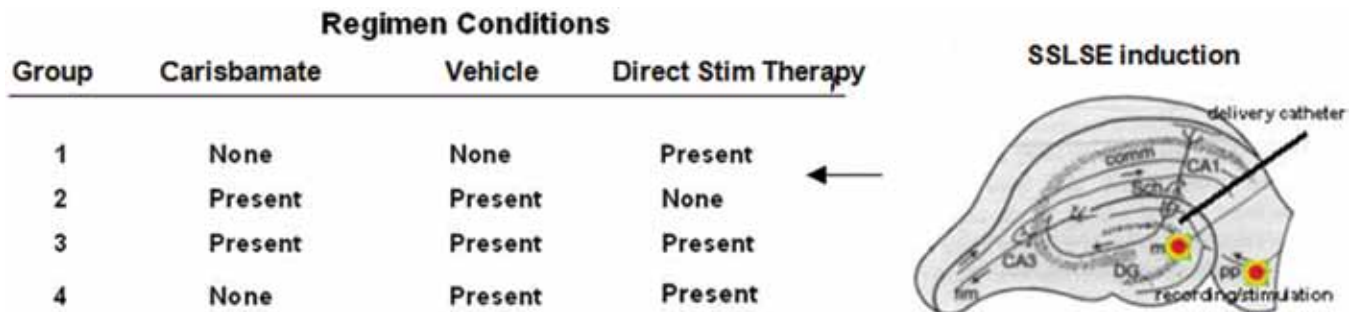 Regimen Conditions
Group Carisbamate Vehicle Direct Stim Therapy
1 None None Present
2 Present Present None
3 Present Present Present
4 None Present Present
SSLSE induction
delivery catheter
comm
CA1
Sch
CA3
DG
m
pp
fim
recording/stimulation